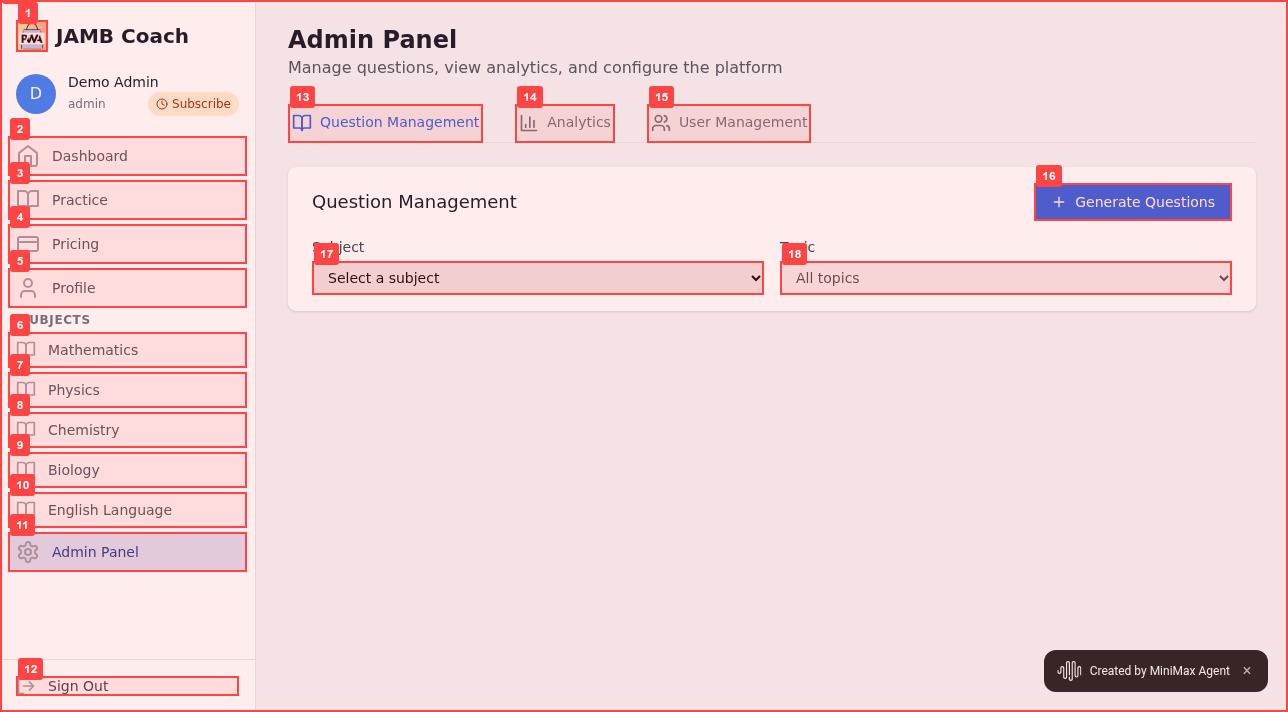 1
PWA
JAMB Coach
D
Demo Admin
admin
Subscribe
2
Dashboard
3
Practice
4
Pricing
5
Profile
UBJECTS
6
Mathematics
7
Physics
8
Chemistry
9
Biology
10
English Language
11
Admin Panel
12
Sign Out
Admin Panel
Manage questions, view analytics, and configure the platform
13
Question Management
14
Analytics
15
User Management
Question Management
16
Generate Questions
17
Select a subject
18
All topics
Created by MiniMax Agent ×